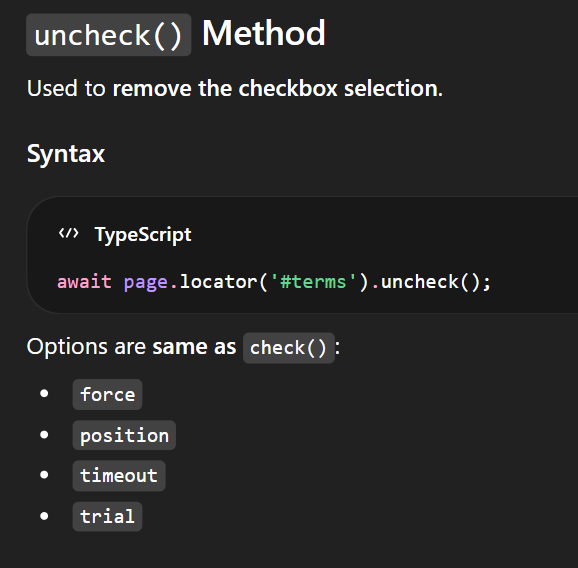 uncheck() Method
Used to remove the checkbox selection.
Syntax
</> TypeScript
await page.locator('#terms').uncheck();
Options are same as check():
• force
• position
• timeout
• trial